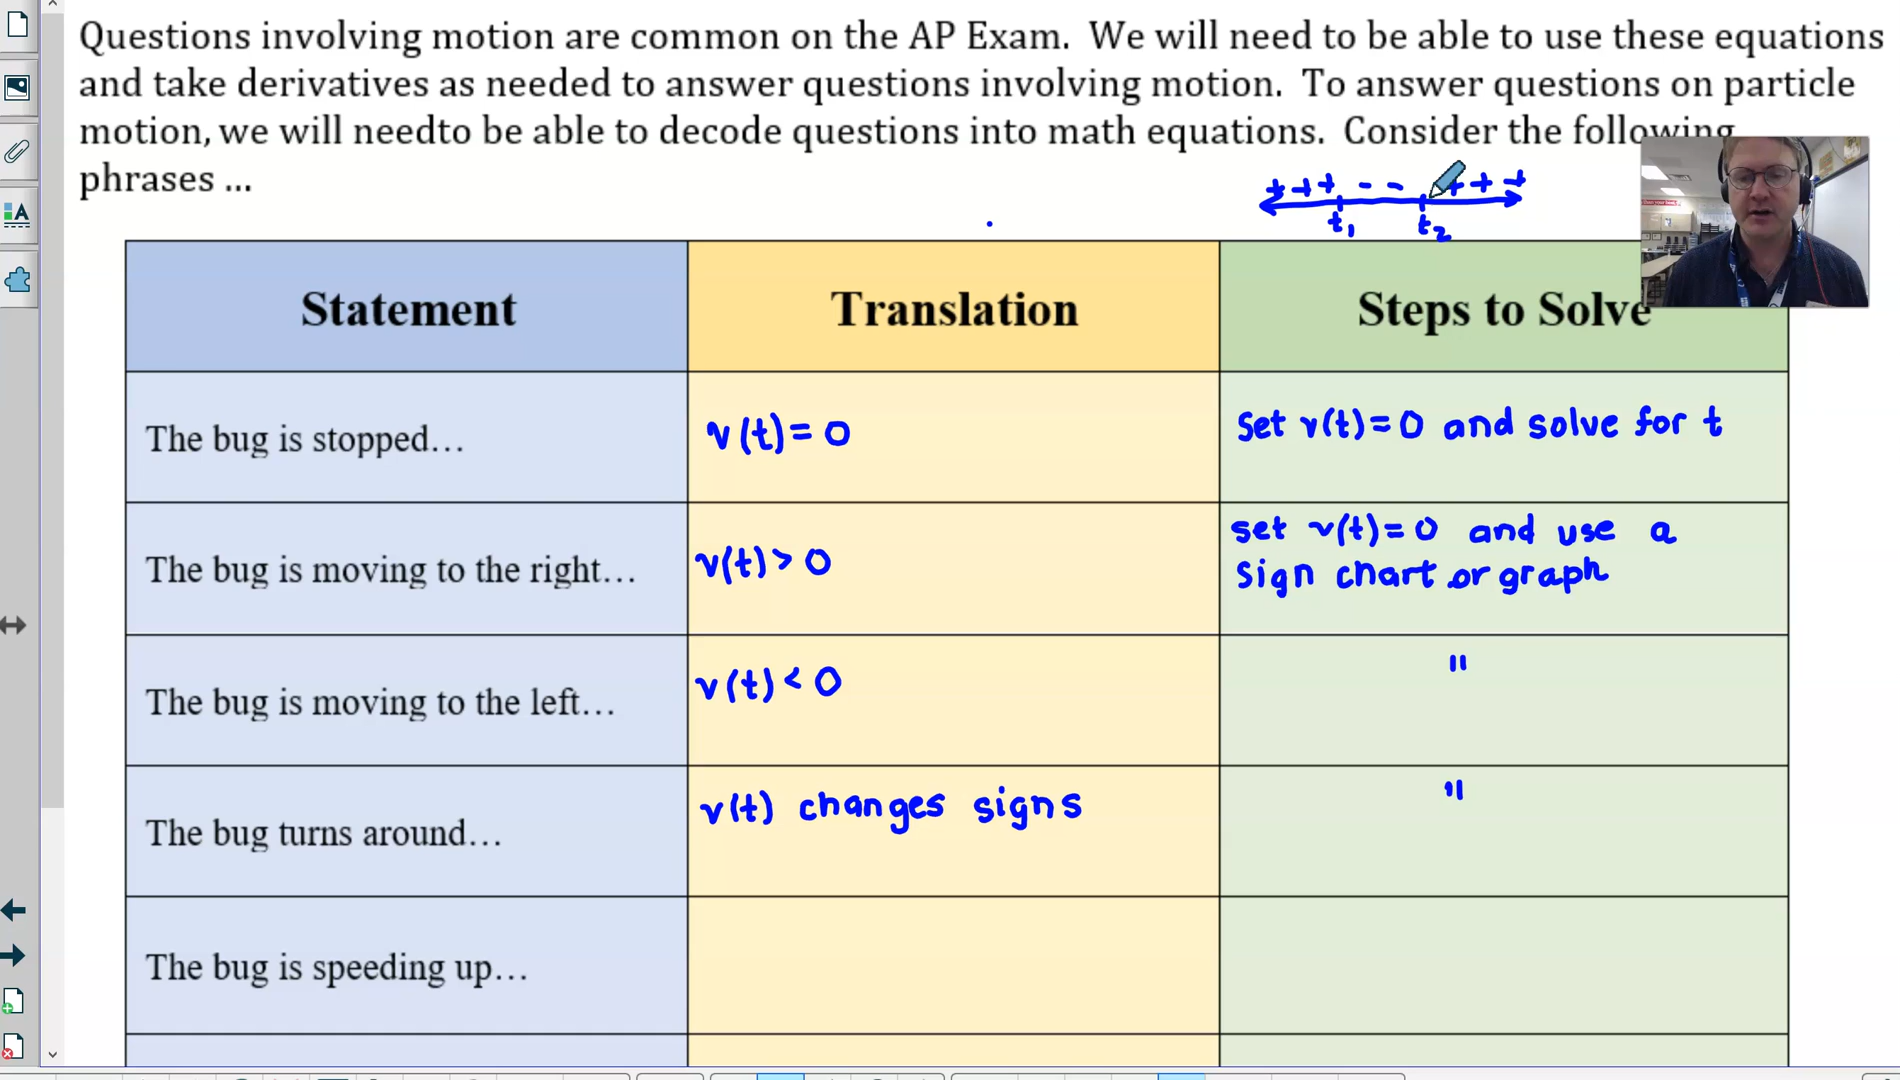 Questions involving motion are common on the AP Exam.  We will need to be able to use these equations
and take derivatives as needed to answer questions involving motion.  To answer questions on particle
motion, we will needto be able to decode questions into math equations.  Consider the following
phrases ...
+ + + - - + + +
t₁ t₂
Statement
Translation
Steps to Solve
The bug is stopped...
v(t) = 0
Set v(t) = 0 and solve for t
The bug is moving to the right...
v(t) > 0
set v(t) = 0 and use a
sign chart or graph
The bug is moving to the left...
v(t) < 0
"
The bug turns around...
v(t) changes signs
"
The bug is speeding up...